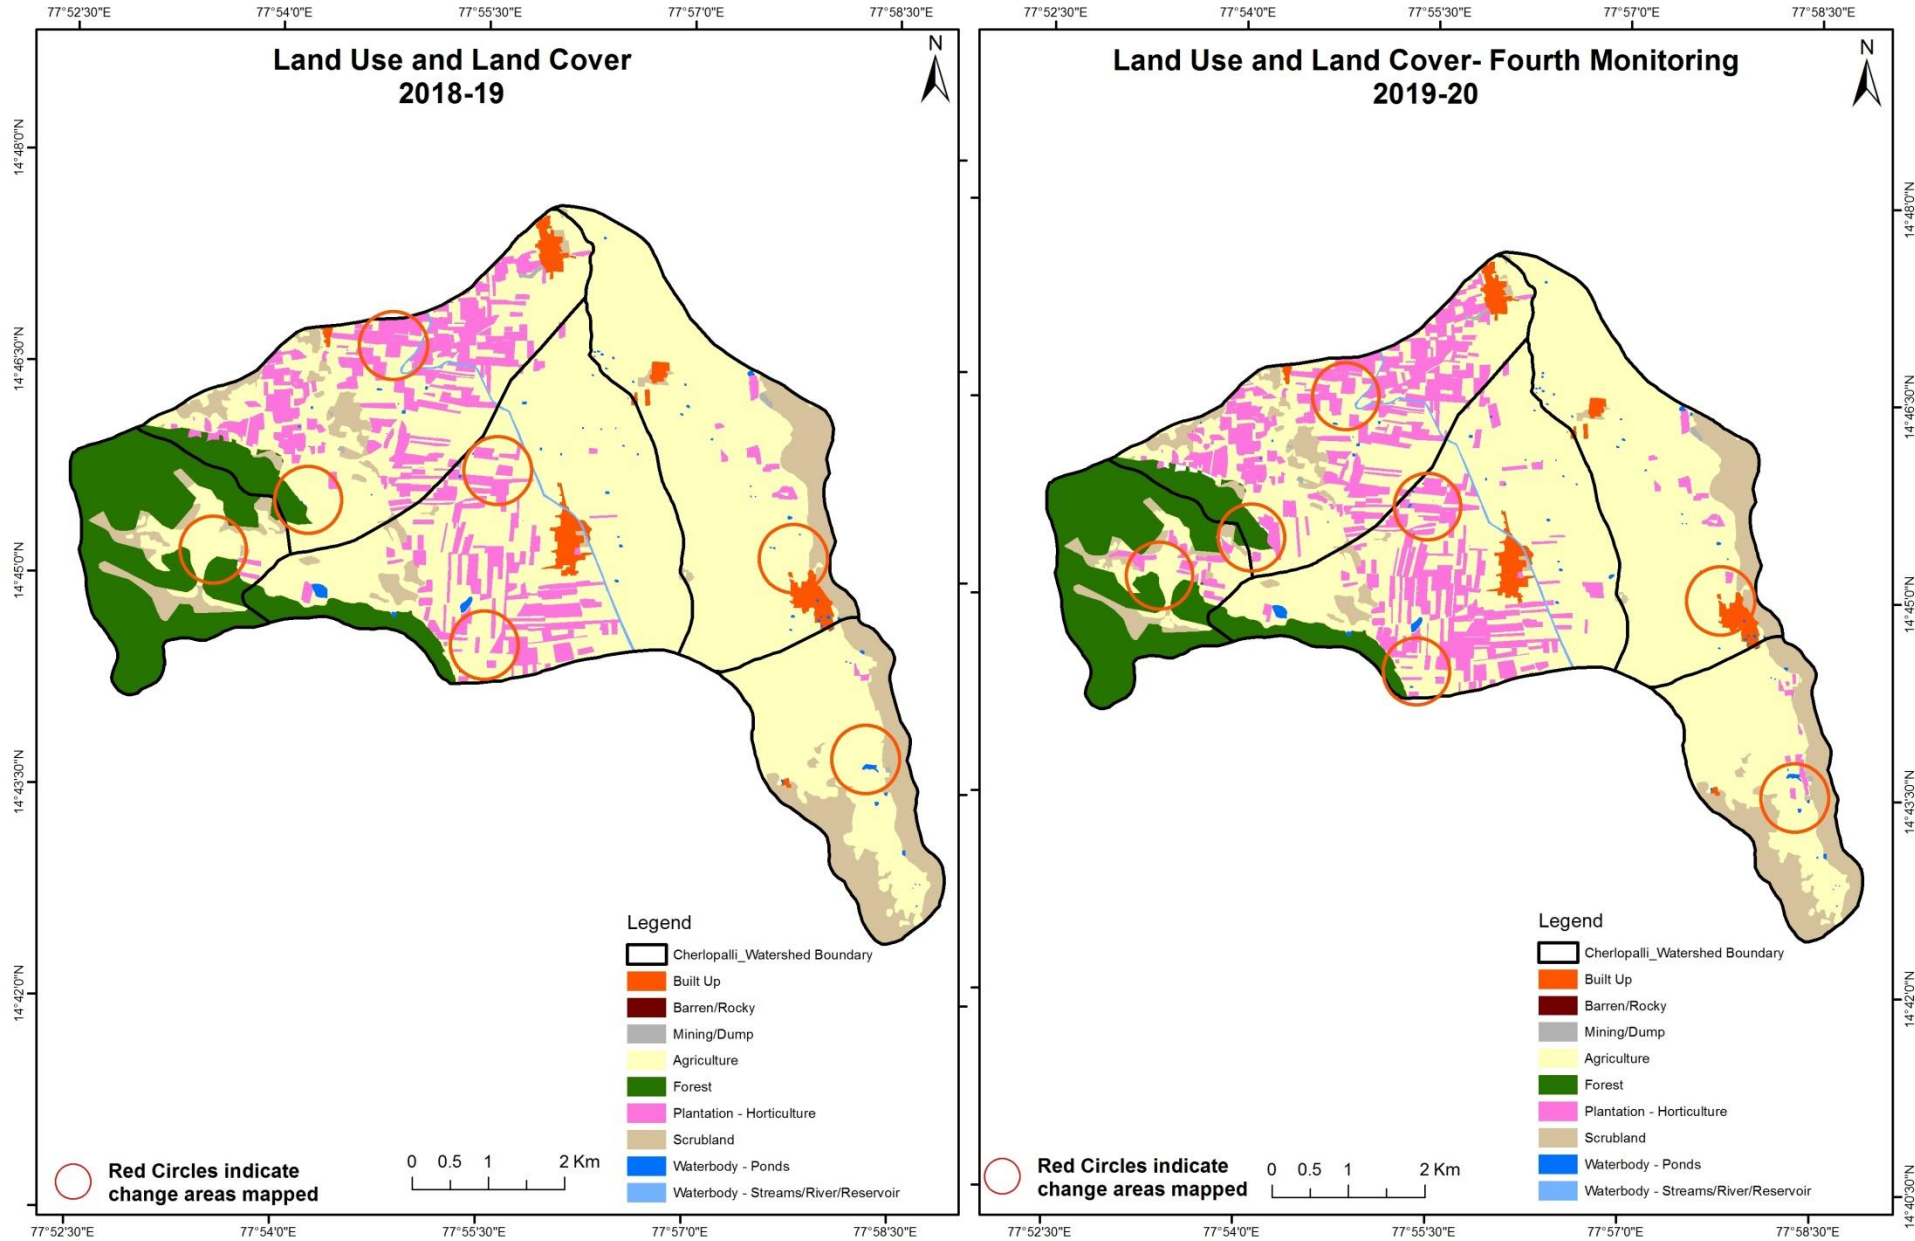 77°52'30"E 77°54'0"E 77°55'30"E 77°57'0"E 77°58'30"E
Land Use and Land Cover
2018-19
N
14°48'0"N
14°46'30"N
14°45'0"N
14°43'30"N
14°42'0"N
Legend
Cherlopalli_Watershed Boundary
Built Up
Barren/Rocky
Mining/Dump
Agriculture
Forest
Plantation - Horticulture
Scrubland
Waterbody - Ponds
Waterbody - Streams/River/Reservoir
Red Circles indicate
change areas mapped
0 0.5 1 2 Km
77°52'30"E 77°54'0"E 77°55'30"E 77°57'0"E 77°58'30"E
77°52'30"E 77°54'0"E 77°55'30"E 77°57'0"E 77°58'30"E
Land Use and Land Cover- Fourth Monitoring
2019-20
N
14°48'0"N
14°46'30"N
14°45'0"N
14°43'30"N
14°42'0"N
14°40'30"N
Legend
Cherlopalli_Watershed Boundary
Built Up
Barren/Rocky
Mining/Dump
Agriculture
Forest
Plantation - Horticulture
Scrubland
Waterbody - Ponds
Waterbody - Streams/River/Reservoir
Red Circles indicate
change areas mapped
0 0.5 1 2 Km
77°52'30"E 77°54'0"E 77°55'30"E 77°57'0"E 77°58'30"E